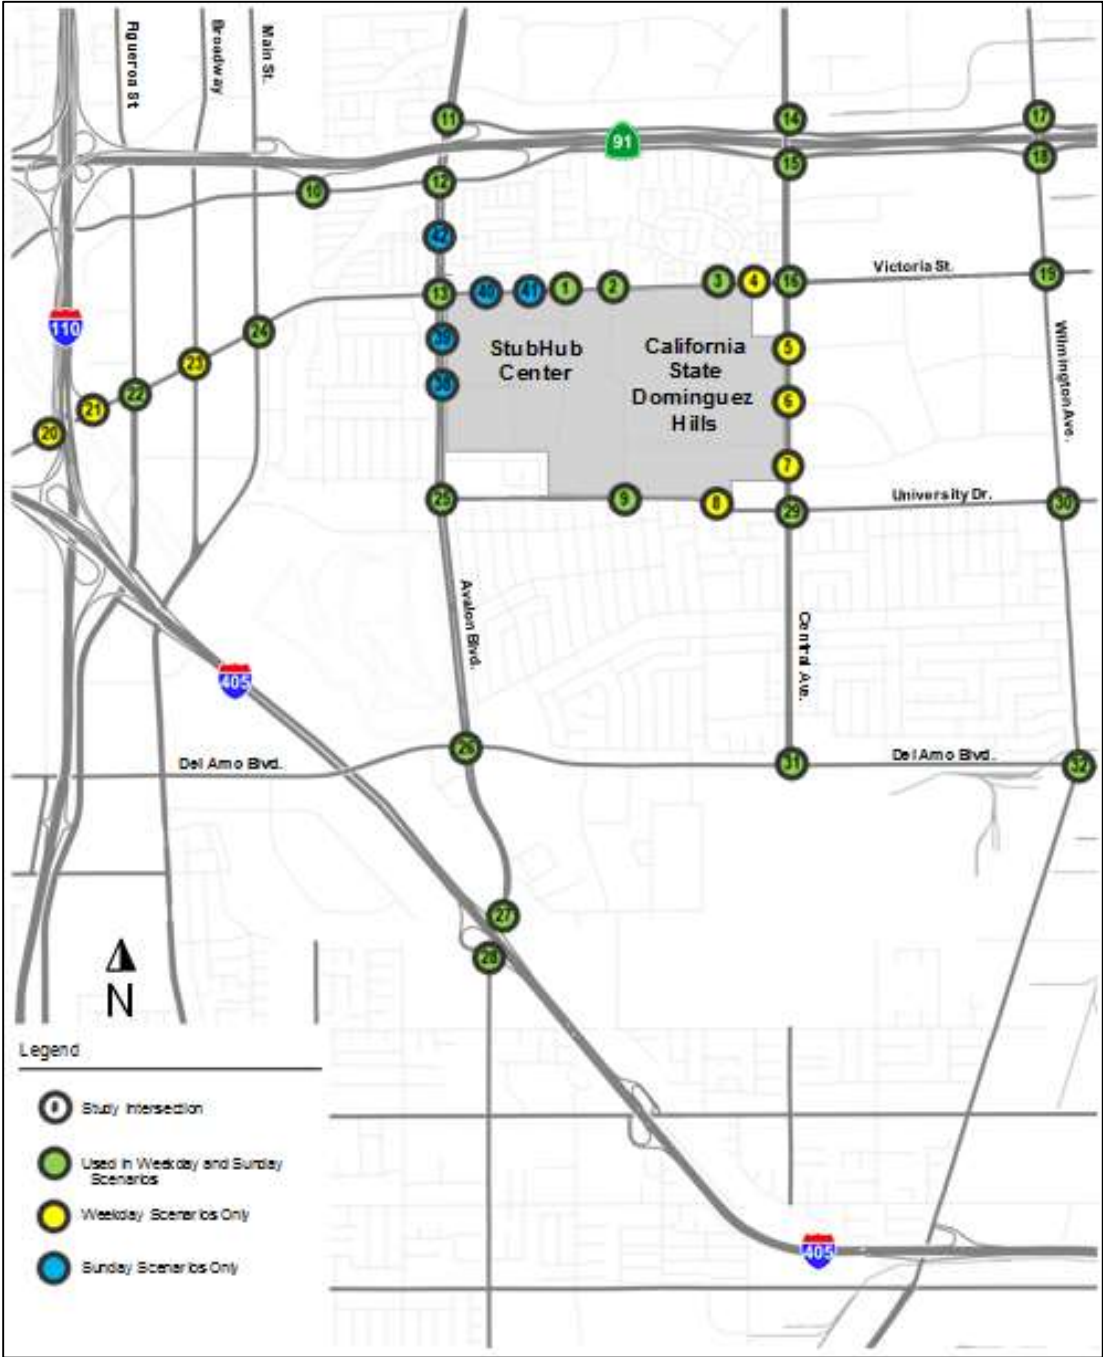 Figueroa St
Broadway
Main St.
11
14
17
91
12
15
18
10
42
Victoria St.
13
40
41
1
2
3
4
16
19
110
24
39
5
StubHub
Center
California
State
Dominguez
Hills
Wilmington Ave.
23
38
6
22
21
20
7
25
9
8
29
University Dr.
30
Avalon Blvd.
Central Ave.
405
26
Del Amo Blvd.
31
Del Amo Blvd.
32
27
28
N
Legend
#
Study Intersection
Used in Weekday and Sunday
Scenarios
Weekday Scenarios Only
Sunday Scenarios Only
405